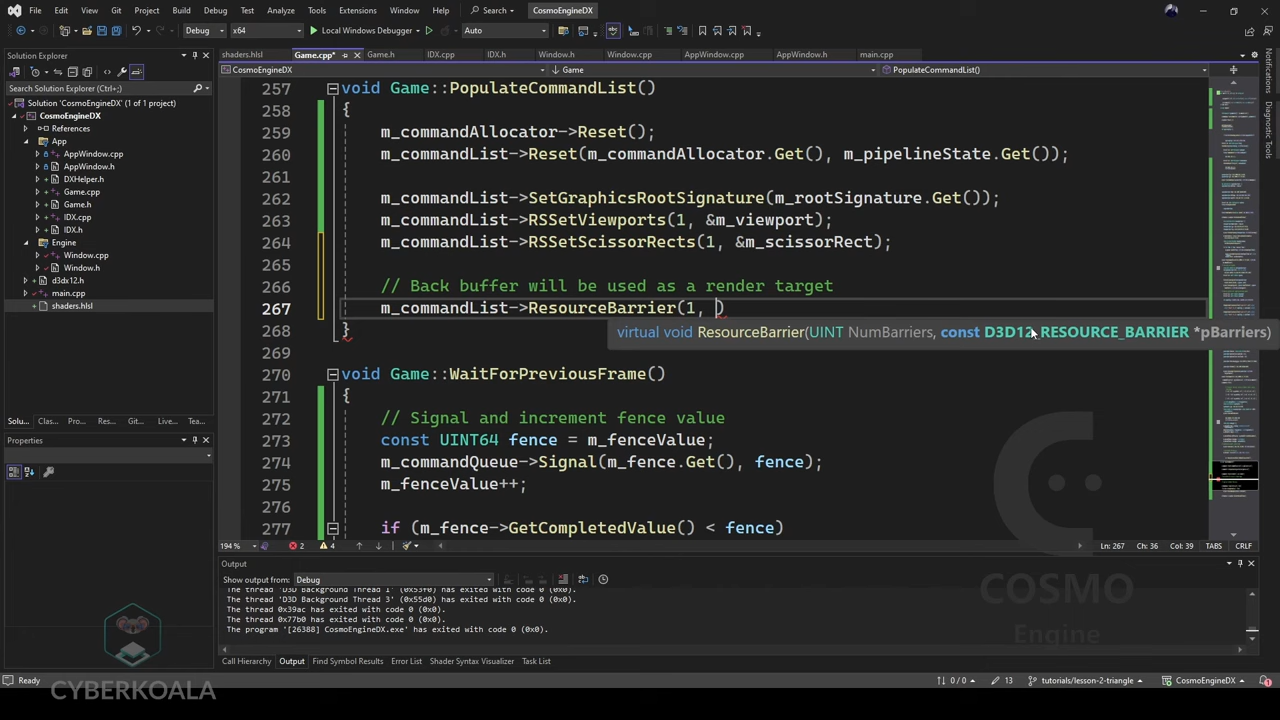 File Edit View Git Project Build Debug Test Analyze Tools Extensions Window Help Search CosmoEngineDX
Debug x64 Local Windows Debugger Auto
Solution Explorer
shaders.hlsl Game.cpp* Game.h IDX.cpp IDX.h Window.h Window.cpp AppWindow.cpp AppWindow.h main.cpp
CosmoEngineDX Game PopulateCommandList()
Search Solution Explorer (Ctrl+;)
Solution 'CosmoEngineDX' (1 of 1 project)
CosmoEngineDX
References
App
AppWindow.cpp
AppWindow.h
DXHelper.h
Game.cpp
Game.h
IDX.cpp
IDX.h
Engine
Window.cpp
Window.h
d3dx12.h
main.cpp
shaders.hlsl
Solu... Class... Pro... Res... Git... Live... Tea...
Properties
257 void Game::PopulateCommandList()
258 {
259 m_commandAllocator->Reset();
260 m_commandList->Reset(m_commandAllocator.Get(), m_pipelineState.Get());
261
262 m_commandList->SetGraphicsRootSignature(m_rootSignature.Get());
263 m_commandList->RSSetViewports(1, &m_viewport);
264 m_commandList->RSSetScissorRects(1, &m_scissorRect);
265
266 // Back buffer will be used as a render target
267 m_commandList->ResourceBarrier(1, )
virtual void ResourceBarrier(UINT NumBarriers, const D3D12_RESOURCE_BARRIER *pBarriers)
268 }
269
270 void Game::WaitForPreviousFrame()
271 {
272 // Signal and increment fence value
273 const UINT64 fence = m_fenceValue;
274 m_commandQueue->Signal(m_fence.Get(), fence);
275 m_fenceValue++;
276
277 if (m_fence->GetCompletedValue() < fence)
194 % 2 4 Ln: 267 Ch: 36 Col: 39 TABS CRLF
Output
Show output from: Debug
The thread 'D3D Background Thread 3' (0x55d0) has exited with code 0 (0x0).
The thread 0x39ac has exited with code 0 (0x0).
The thread 0x77b0 has exited with code 0 (0x0).
The program '[26388] CosmoEngineDX.exe' has exited with code 0 (0x0).
Call Hierarchy Output Find Symbol Results Error List Shader Syntax Visualizer Task List
Ready 0 / 0 13 tutorials/lesson-2-triangle CosmoEngineDX
Notifications
Diagnostic Tools
COSMO
Engine
CYBERKOALA